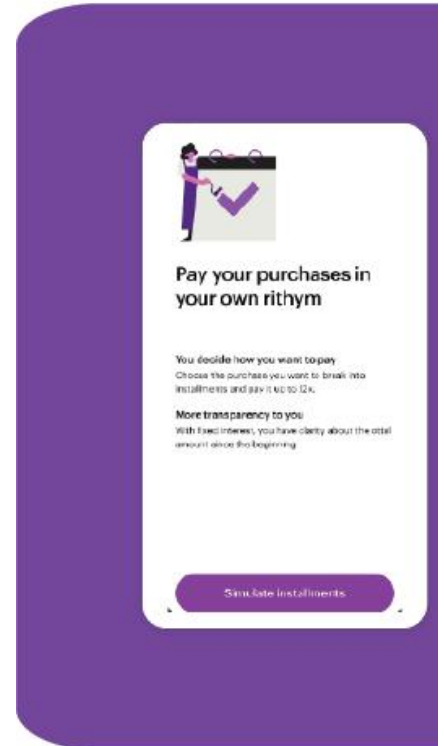 Pay your purchases in
your own rithym
You decide how you want to pay
Choose the purchase you want to break into
installments and pay it up to 12x.
More transparency to you
With fixed interest, you have clarity about the ottal
amount since the beginning
Simulate installments